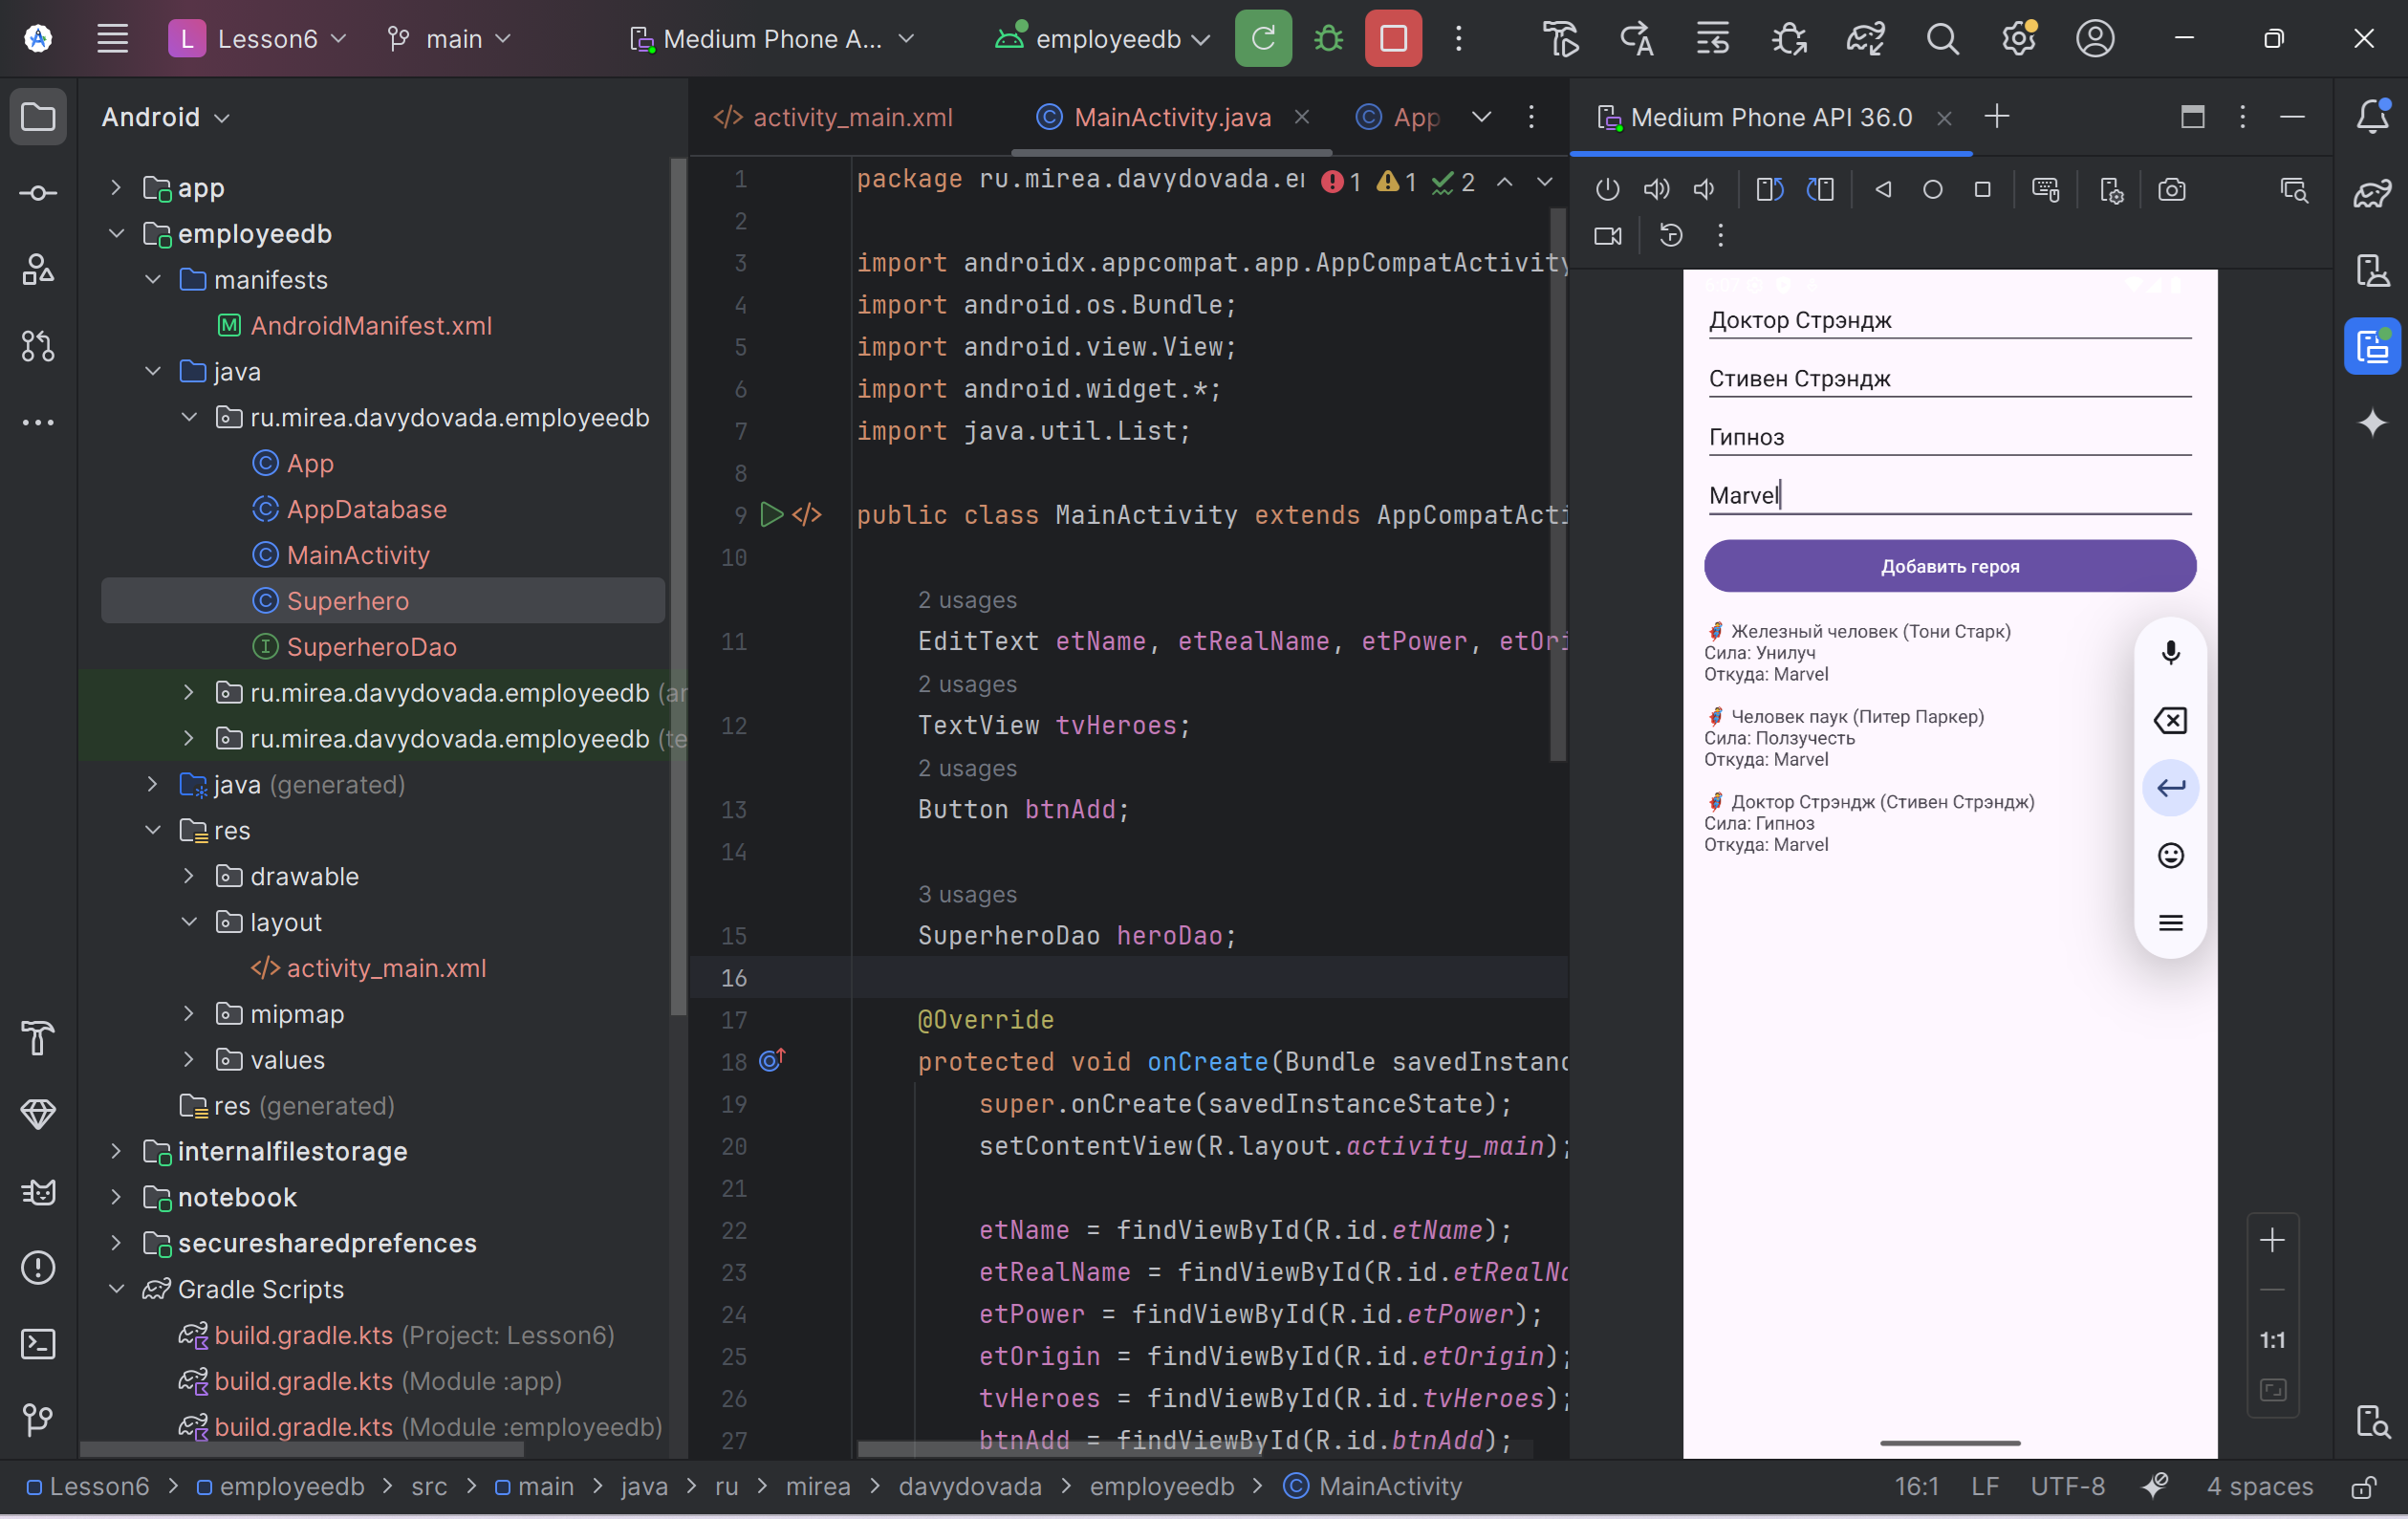 L Lesson6 main Medium Phone A... employeedb
Android
app
employeedb
manifests
AndroidManifest.xml
java
ru.mirea.davydovada.employeedb
App
AppDatabase
MainActivity
Superhero
SuperheroDao
ru.mirea.davydovada.employeedb (ar
ru.mirea.davydovada.employeedb (te
java (generated)
res
drawable
layout
activity_main.xml
mipmap
values
res (generated)
internalfilestorage
notebook
securesharedprefences
Gradle Scripts
build.gradle.kts (Project: Lesson6)
build.gradle.kts (Module :app)
build.gradle.kts (Module :employeedb)
activity_main.xml MainActivity.java App
1 1 2
1 package ru.mirea.davydovada.e
2
3 import androidx.appcompat.app.AppCompatActivity
4 import android.os.Bundle;
5 import android.view.View;
6 import android.widget.*;
7 import java.util.List;
8
9 public class MainActivity extends AppCompatActi
10
2 usages
11 EditText etName, etRealName, etPower, etOri
2 usages
12 TextView tvHeroes;
2 usages
13 Button btnAdd;
14
3 usages
15 SuperheroDao heroDao;
16
17 @Override
18 protected void onCreate(Bundle savedInstanc
19 super.onCreate(savedInstanceState);
20 setContentView(R.layout.activity_main);
21
22 etName = findViewById(R.id.etName);
23 etRealName = findViewById(R.id.etRealNa
24 etPower = findViewById(R.id.etPower);
25 etOrigin = findViewById(R.id.etOrigin);
26 tvHeroes = findViewById(R.id.tvHeroes);
27 btnAdd = findViewById(R.id.btnAdd);
Medium Phone API 36.0
Доктор Стрэндж
Стивен Стрэндж
Гипноз
Marvel
Добавить героя
Железный человек (Тони Старк)
Сила: Унилуч
Откуда: Marvel
Человек паук (Питер Паркер)
Сила: Ползучесть
Откуда: Marvel
Доктор Стрэндж (Стивен Стрэндж)
Сила: Гипноз
Откуда: Marvel
1:1
Lesson6 > employeedb > src > main > java > ru > mirea > davydovada > employeedb > MainActivity
16:1 LF UTF-8 4 spaces